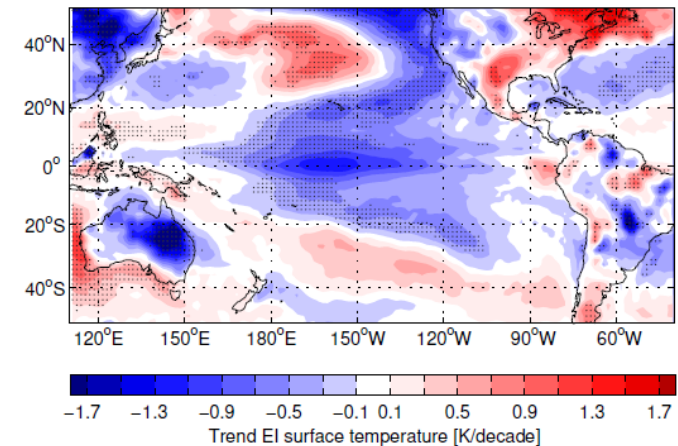 40°N
20°N
0°
20°S
40°S
120°E 150°E 180°E 150°W 120°W 90°W 60°W
−1.7 −1.3 −0.9 −0.5 −0.1 0.1 0.5 0.9 1.3 1.7
Trend EI surface temperature [K/decade]